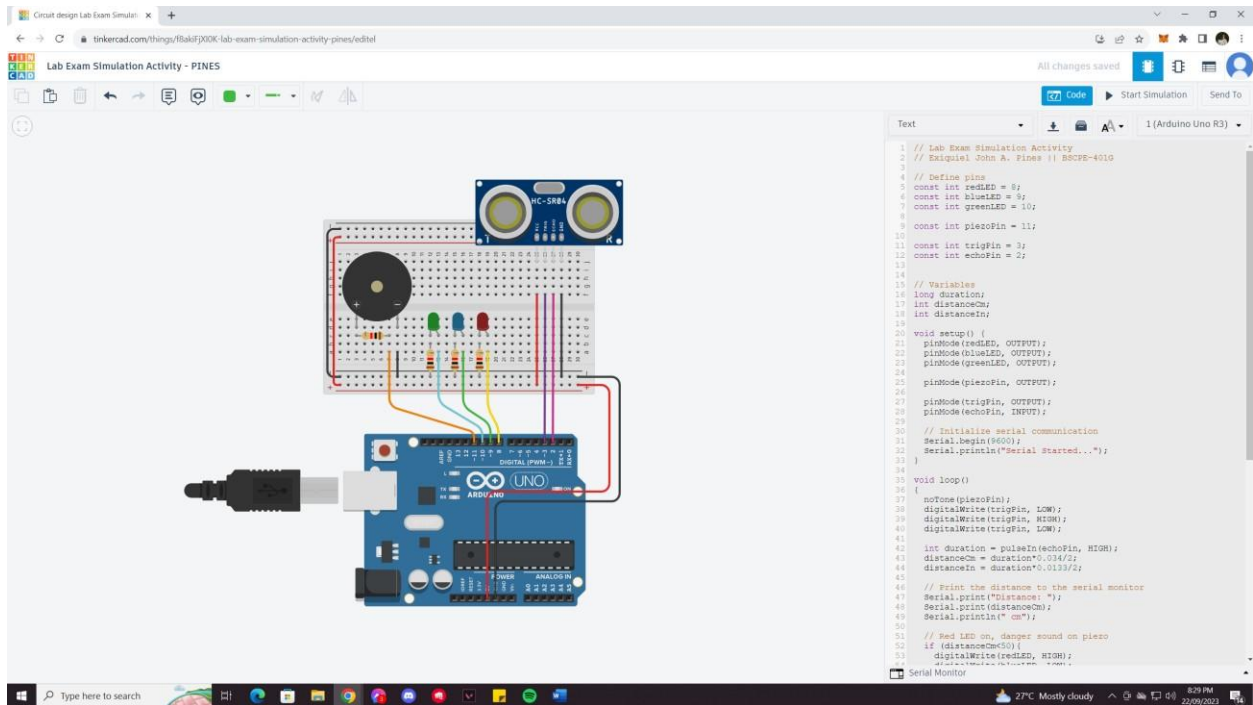 Circuit design Lab Exam Simulati
tinkercad.com/things/f8akiFjXI0K-lab-exam-simulation-activity-pines/editel
TIN
KER
CAD
Lab Exam Simulation Activity - PINES
All changes saved
Code
Start Simulation
Send To
Text
1 (Arduino Uno R3)
1 // Lab Exam Simulation Activity
2 // Exiquiel John A. Pines || BSCPE-401G
3
4 // Define pins
5 const int redLED = 8;
6 const int blueLED = 9;
7 const int greenLED = 10;
8
9 const int piezoPin = 11;
10
11 const int trigPin = 3;
12 const int echoPin = 2;
13
14
15 // Variables
16 long duration;
17 int distanceCm;
18 int distanceIn;
19
20 void setup() {
21 pinMode(redLED, OUTPUT);
22 pinMode(blueLED, OUTPUT);
23 pinMode(greenLED, OUTPUT);
24
25 pinMode(piezoPin, OUTPUT);
26
27 pinMode(trigPin, OUTPUT);
28 pinMode(echoPin, INPUT);
29
30 // Initialize serial communication
31 Serial.begin(9600);
32 Serial.println("Serial Started...");
33 }
34
35 void loop()
36 {
37 noTone(piezoPin);
38 digitalWrite(trigPin, LOW);
39 digitalWrite(trigPin, HIGH);
40 digitalWrite(trigPin, LOW);
41
42 int duration = pulseIn(echoPin, HIGH);
43 distanceCm = duration*0.034/2;
44 distanceIn = duration*0.0133/2;
45
46 // Print the distance to the serial monitor
47 Serial.print("Distance: ");
48 Serial.print(distanceCm);
49 Serial.println(" cm");
50
51 // Red LED on, danger sound on piezo
52 if (distanceCm<50){
53 digitalWrite(redLED, HIGH);
Serial Monitor
HC-SR04
T
R
DIGITAL (PWM~)
UNO
ARDUINO
ON
POWER
ANALOG IN
Type here to search
27°C Mostly cloudy
8:29 PM
22/09/2023